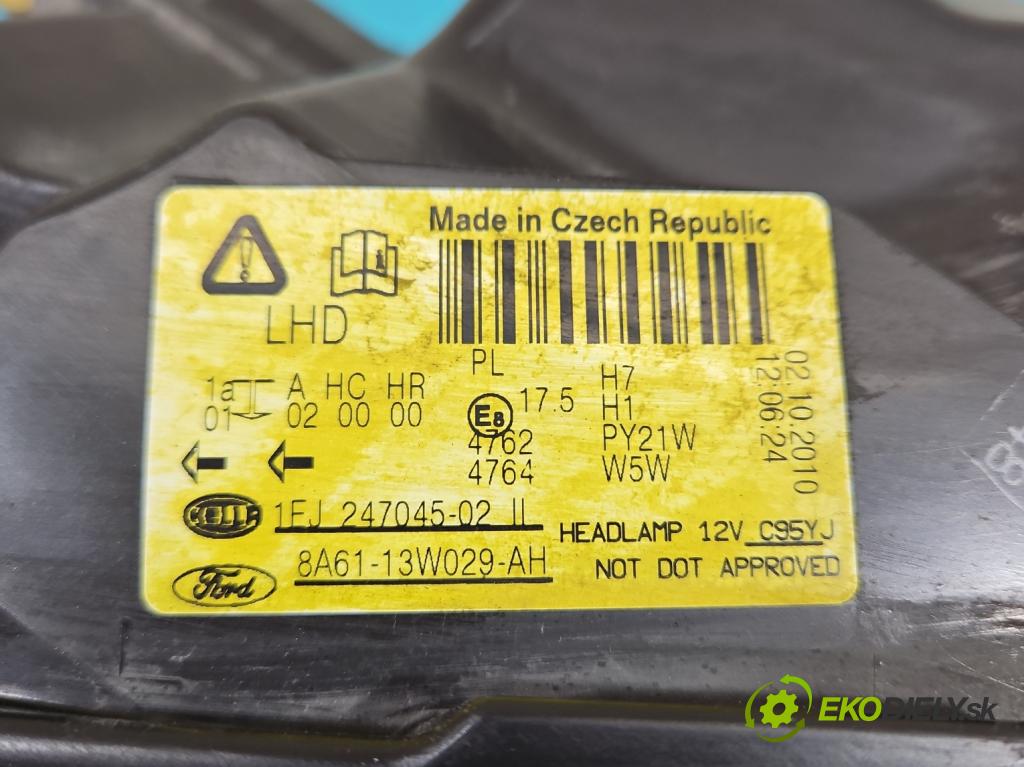 Made in Czech Republic
LHD
PL
1a A HC HR
01 02 00 00
E8 17.5
4762
4764
H7
H1
PY21W
W5W
02.10.2010
12:06:24
HELLA 1EJ 247045-02 II
HEADLAMP 12V C95YJ
Ford 8A61-13W029-AH
NOT DOT APPROVED
EKODIELY.sk